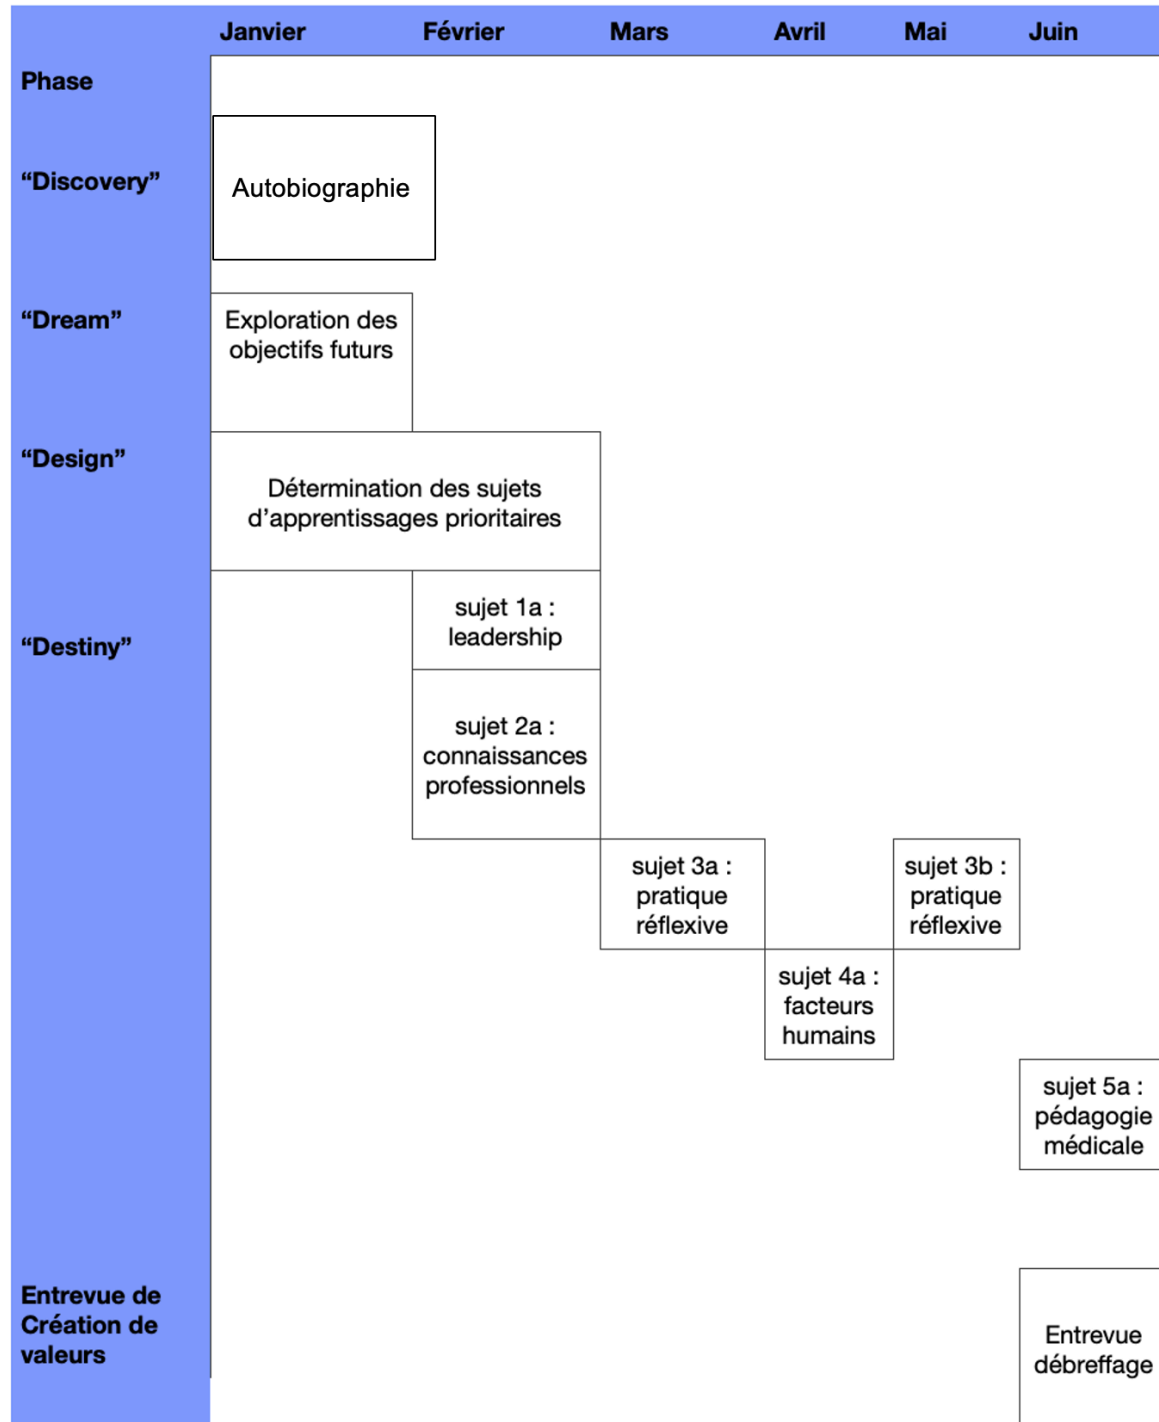 Janvier Février Mars Avril Mai Juin
Phase
“Discovery”
Autobiographie
“Dream”
Exploration des
objectifs futurs
“Design”
Détermination des sujets
d’apprentissages prioritaires
“Destiny”
sujet 1a :
leadership
sujet 2a :
connaissances
professionnels
sujet 3a :
pratique
réflexive
sujet 3b :
pratique
réflexive
sujet 4a :
facteurs
humains
sujet 5a :
pédagogie
médicale
Entrevue de
Création de
valeurs
Entrevue
débreffage